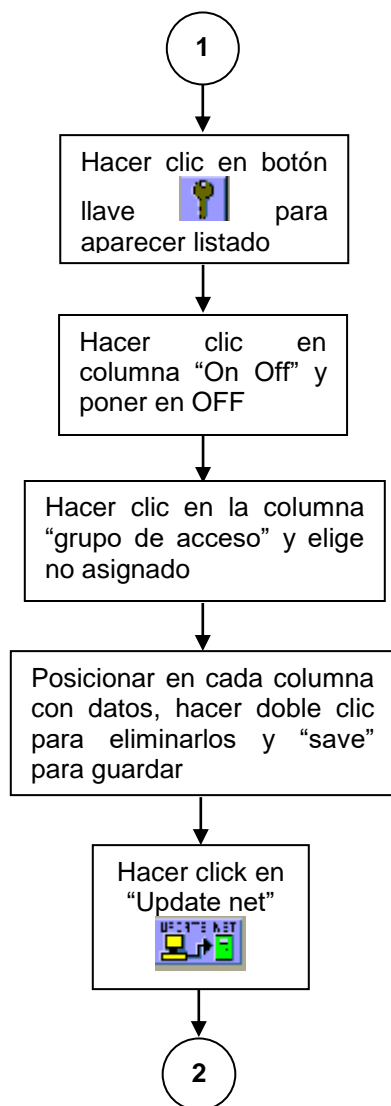 1
Hacer clic en botón
llave para
aparecer listado
Hacer clic en
columna “On Off” y
poner en OFF
Hacer clic en la columna
“grupo de acceso” y elige
no asignado
Posicionar en cada columna
con datos, hacer doble clic
para eliminarlos y “save”
para guardar
Hacer click en
“Update net”
UPDATE NET
2